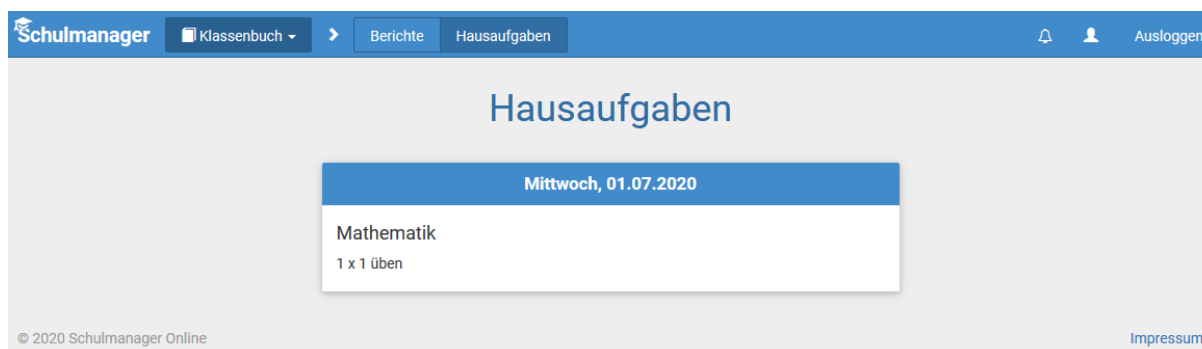 Schulmanager Klassenbuch Berichte Hausaufgaben Ausloggen
Hausaufgaben
Mittwoch, 01.07.2020
Mathematik
1 x 1 üben
© 2020 Schulmanager Online Impressum